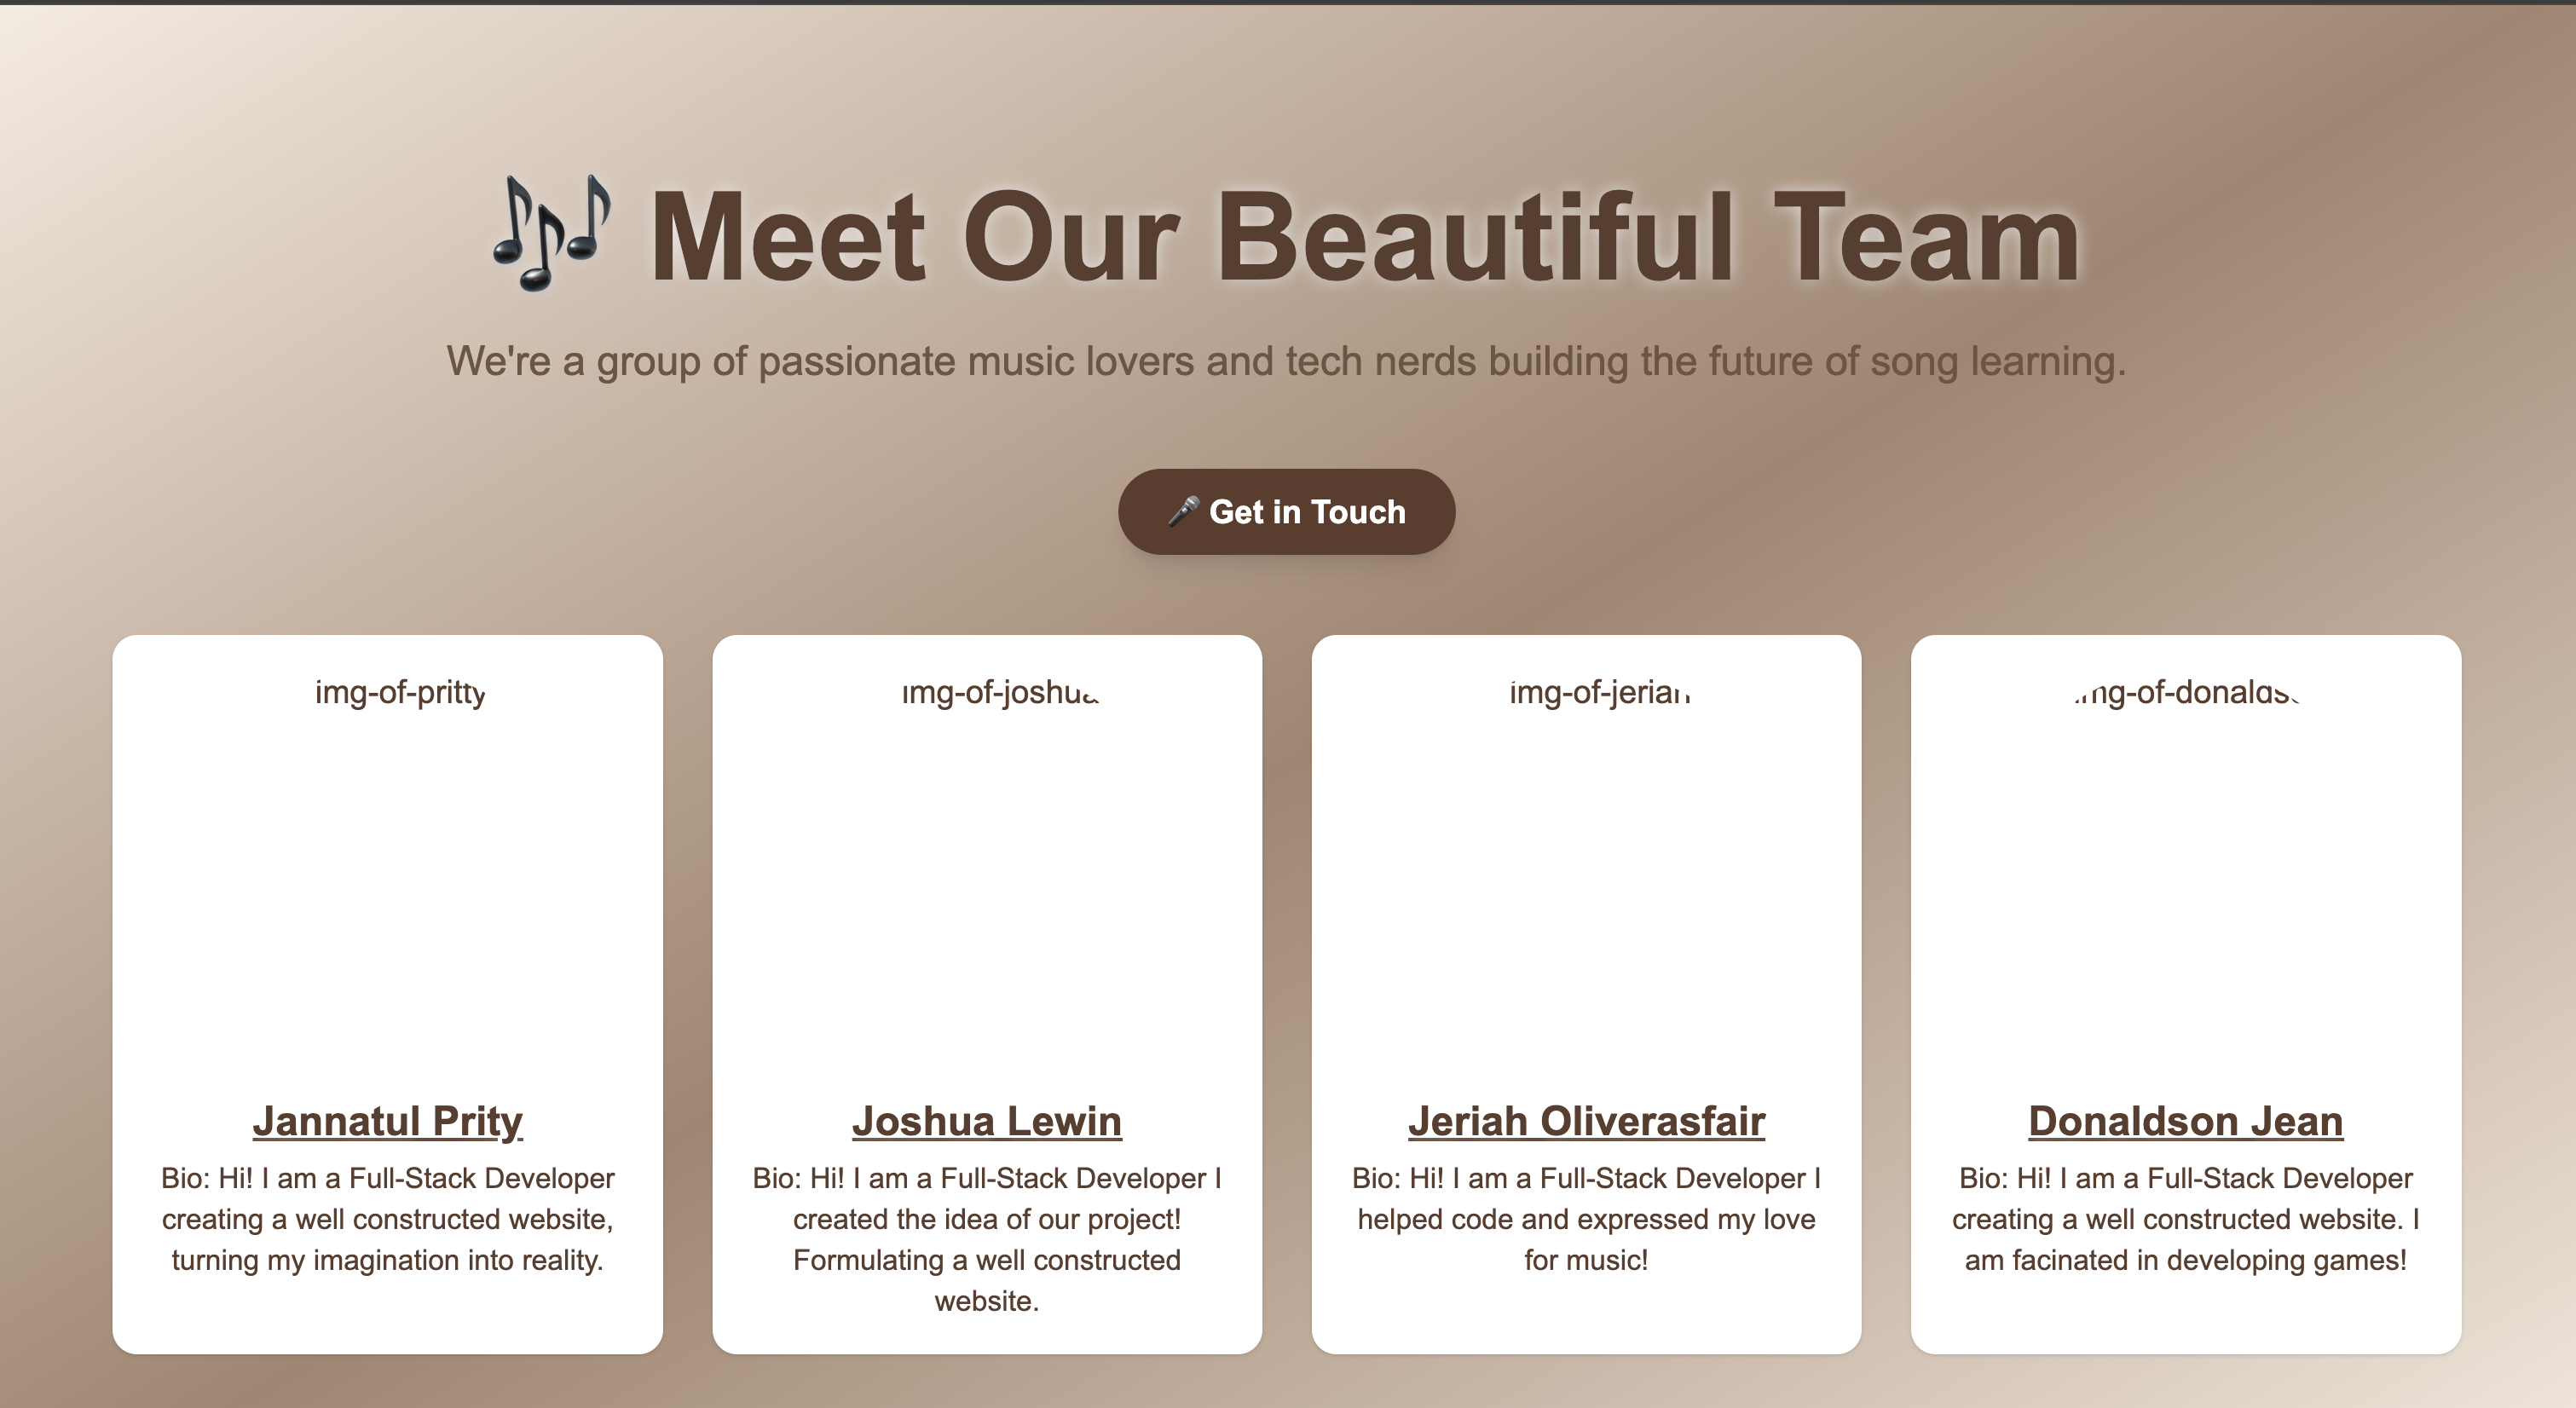 🎶 Meet Our Beautiful Team
We're a group of passionate music lovers and tech nerds building the future of song learning.
🎤 Get in Touch
img-of-pritty
img-of-joshua
img-of-jeriah
img-of-donalds
Jannatul Prity
Bio: Hi! I am a Full-Stack Developer
creating a well constructed website,
turning my imagination into reality.
Joshua Lewin
Bio: Hi! I am a Full-Stack Developer I
created the idea of our project!
Formulating a well constructed
website.
Jeriah Oliverasfair
Bio: Hi! I am a Full-Stack Developer I
helped code and expressed my love
for music!
Donaldson Jean
Bio: Hi! I am a Full-Stack Developer
creating a well constructed website. I
am facinated in developing games!